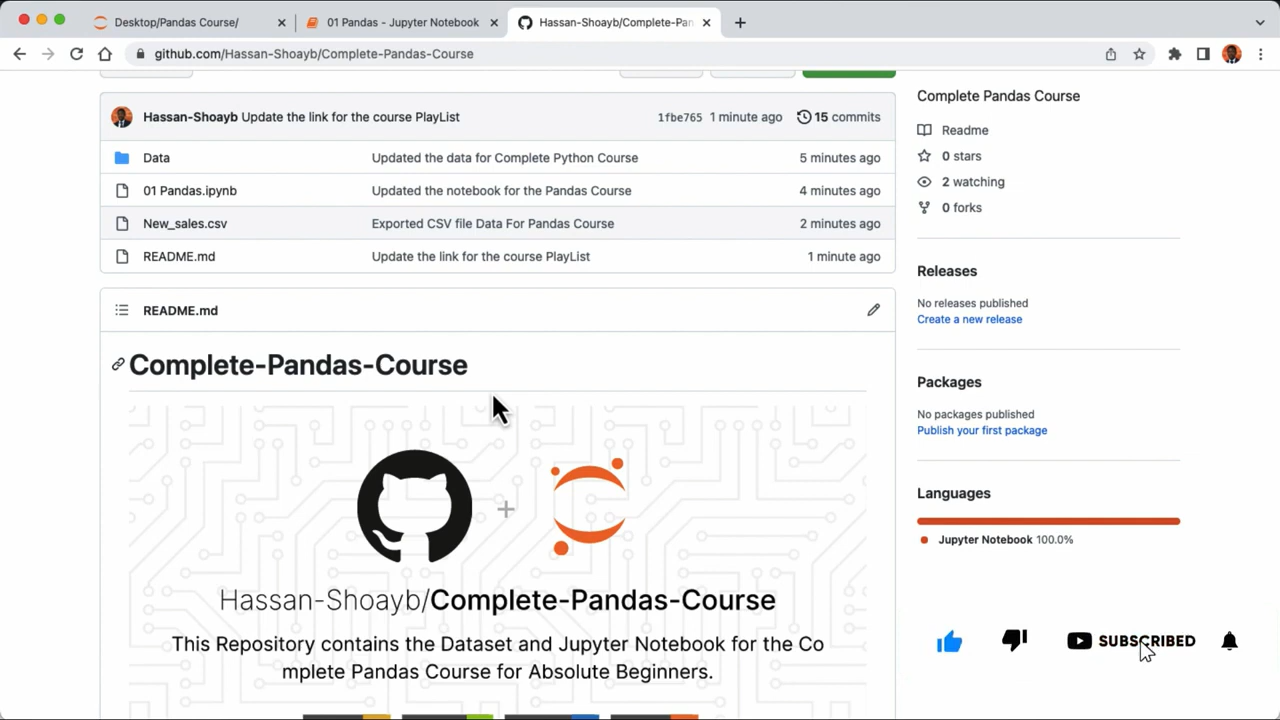 Desktop/Pandas Course/
01 Pandas - Jupyter Notebook
Hassan-Shoayb/Complete-Pan
github.com/Hassan-Shoayb/Complete-Pandas-Course
Hassan-Shoayb Update the link for the course PlayList 1fbe765 1 minute ago 15 commits
Data Updated the data for Complete Python Course 5 minutes ago
01 Pandas.ipynb Updated the notebook for the Pandas Course 4 minutes ago
New_sales.csv Exported CSV file Data For Pandas Course 2 minutes ago
README.md Update the link for the course PlayList 1 minute ago
README.md
Complete-Pandas-Course
Hassan-Shoayb/Complete-Pandas-Course
This Repository contains the Dataset and Jupyter Notebook for the Co
mplete Pandas Course for Absolute Beginners.
Complete Pandas Course
Readme
0 stars
2 watching
0 forks
Releases
No releases published
Create a new release
Packages
No packages published
Publish your first package
Languages
Jupyter Notebook 100.0%
SUBSCRIBED